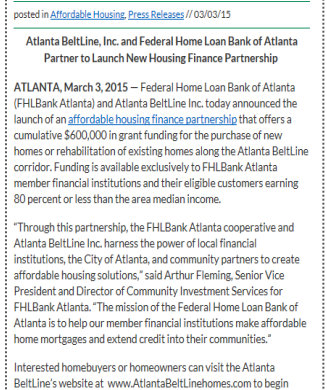 posted in Affordable Housing, Press Releases // 03/03/15
Atlanta BeltLine, Inc. and Federal Home Loan Bank of Atlanta
Partner to Launch New Housing Finance Partnership
ATLANTA, March 3, 2015 — Federal Home Loan Bank of Atlanta
(FHLBank Atlanta) and Atlanta BeltLine Inc. today announced the
launch of an affordable housing finance partnership that offers a
cumulative $600,000 in grant funding for the purchase of new
homes or rehabilitation of existing homes along the Atlanta BeltLine
corridor. Funding is available exclusively to FHLBank Atlanta
member financial institutions and their eligible customers earning
80 percent or less than the area median income.
"Through this partnership, the FHLBank Atlanta cooperative and
Atlanta BeltLine Inc. harness the power of local financial
institutions, the City of Atlanta, and community partners to create
affordable housing solutions," said Arthur Fleming, Senior Vice
President and Director of Community Investment Services for
FHLBank Atlanta. "The mission of the Federal Home Loan Bank of
Atlanta is to help our member financial institutions make affordable
home mortgages and extend credit into their communities."
Interested homebuyers or homeowners can visit the Atlanta
BeltLine's website at www.AtlantaBeltLinehomes.com to begin